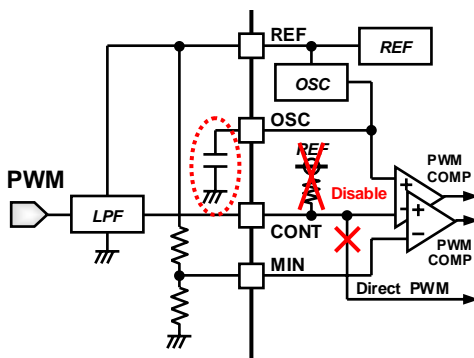 REF
REF
OSC
OSC
REF
PWM
PWM
COMP
LPF
Disable
CONT
PWM
COMP
MIN
Direct PWM